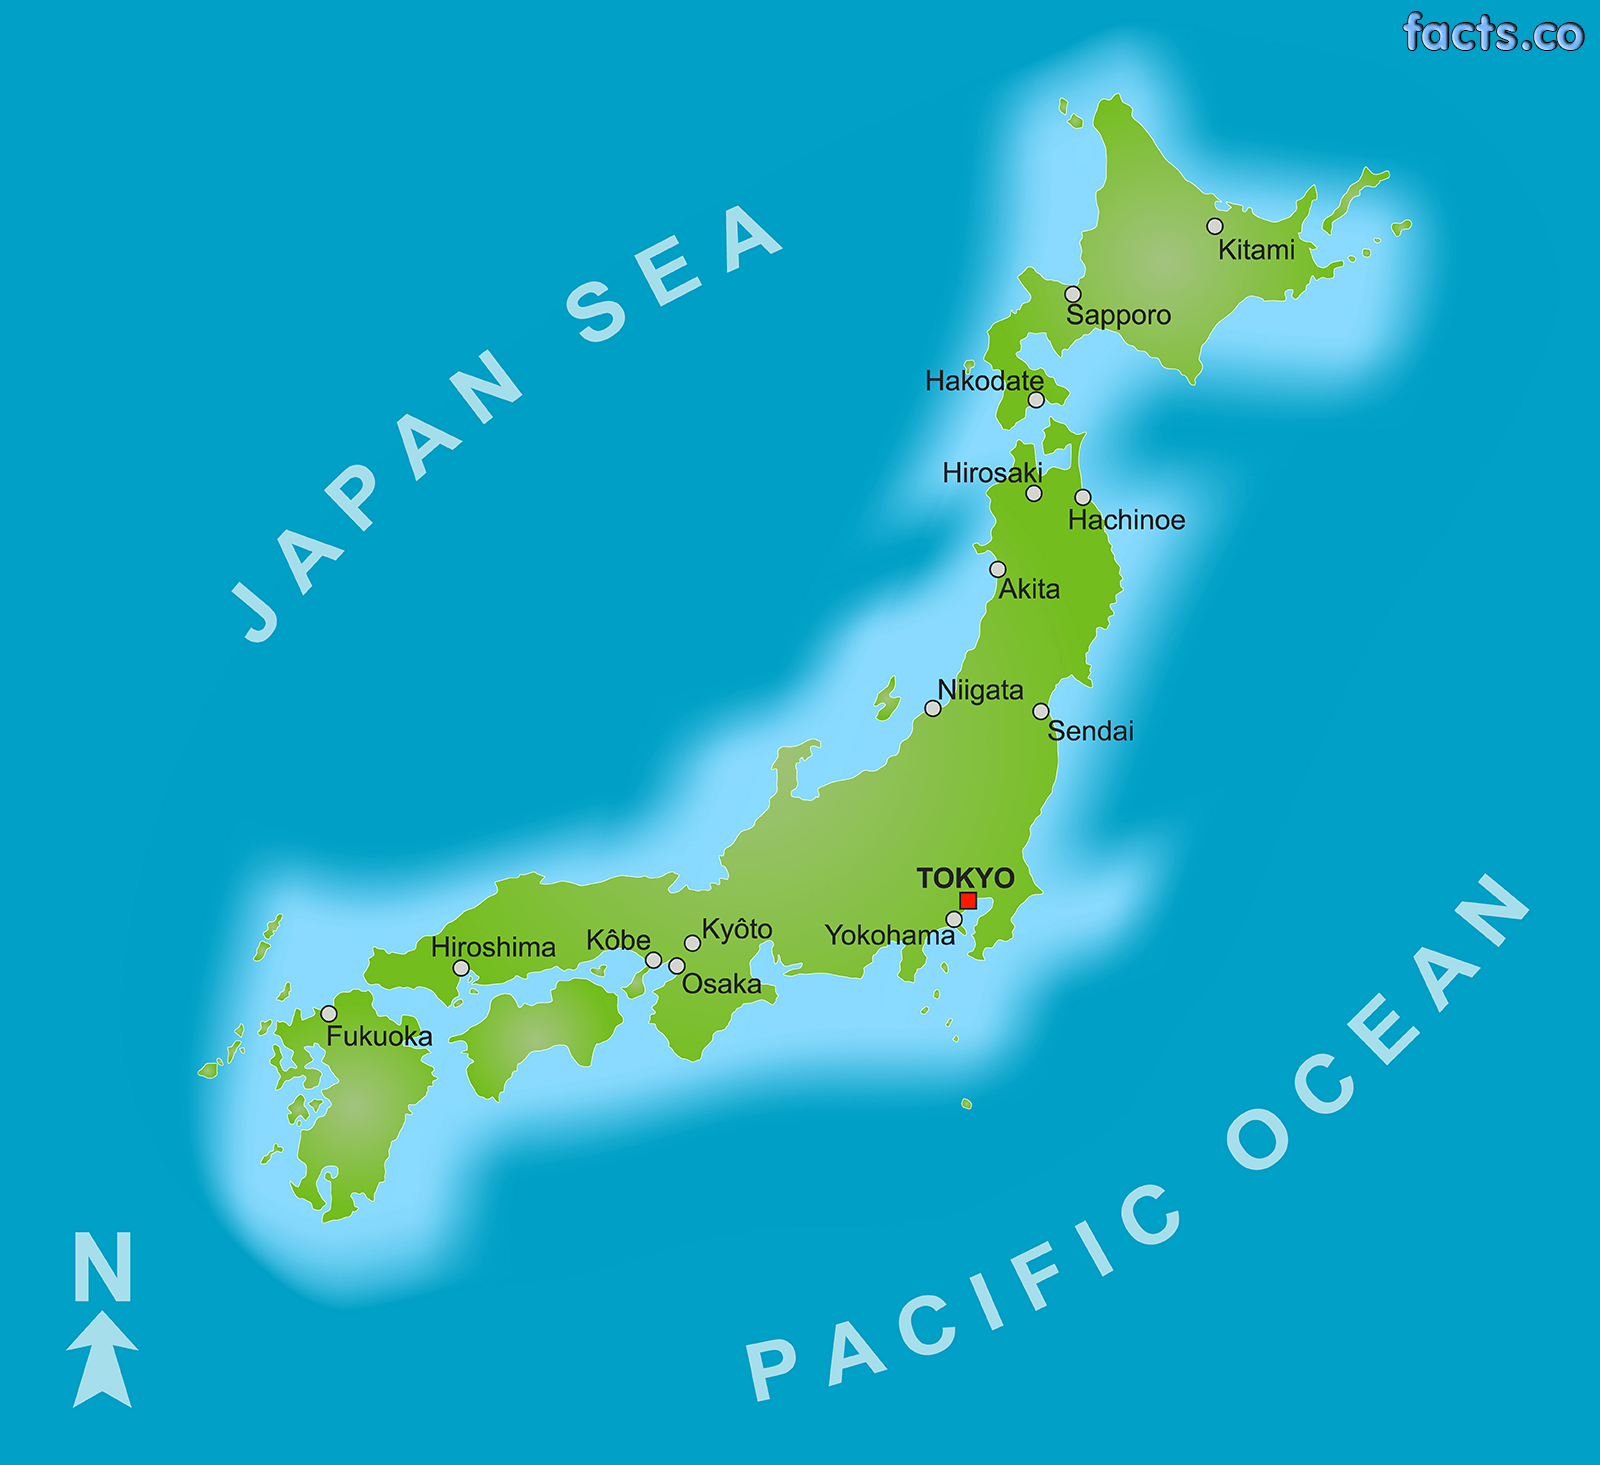 facts.co
JAPAN SEA
Kitami
Sapporo
Hakodate
Hirosaki
Hachinoe
Akita
Niigata
Sendai
TOKYO
Yokohama
Kyôto
Kôbe
Hiroshima
Osaka
Fukuoka
PACIFIC OCEAN
N